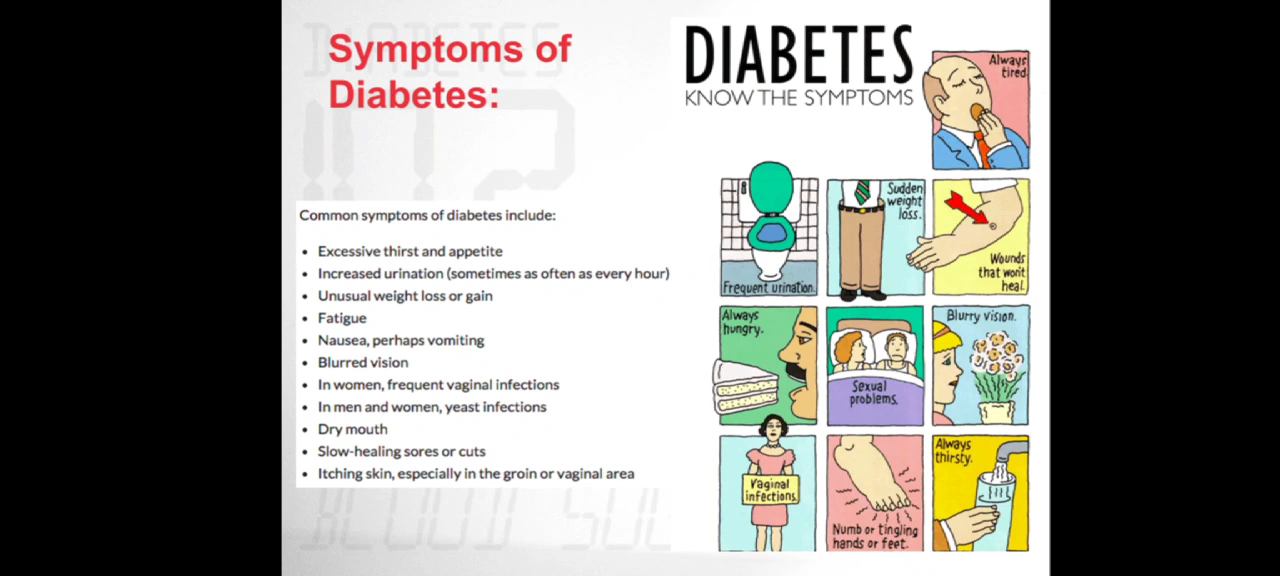 Symptoms of
Diabetes:
Common symptoms of diabetes include:
• Excessive thirst and appetite
• Increased urination (sometimes as often as every hour)
• Unusual weight loss or gain
• Fatigue
• Nausea, perhaps vomiting
• Blurred vision
• In women, frequent vaginal infections
• In men and women, yeast infections
• Dry mouth
• Slow-healing sores or cuts
• Itching skin, especially in the groin or vaginal area
DIABETES
KNOW THE SYMPTOMS
Always
tired.
Frequent urination.
Sudden
weight
loss.
Wounds
that won't
heal.
Always
hungry.
Sexual
problems.
Blurry vision.
Vaginal
infections.
Numb or tingling
hands or feet.
Always
thirsty.
DIABETES